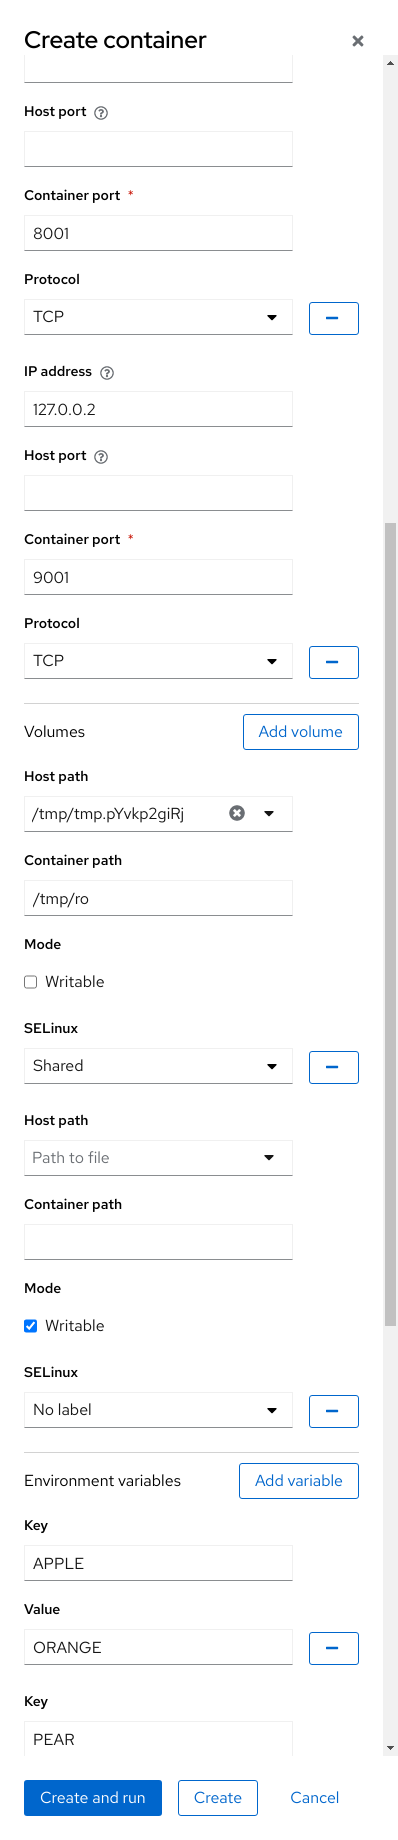 Create container
Host port
Container port *
8001
Protocol
TCP
IP address
127.0.0.2
Host port
Container port *
9001
Protocol
TCP
Volumes
Add volume
Host path
/tmp/tmp.pYvkp2giRj
Container path
/tmp/ro
Mode
Writable
SELinux
Shared
Host path
Path to file
Container path
Mode
Writable
SELinux
No label
Environment variables
Add variable
Key
APPLE
Value
ORANGE
Key
PEAR
Create and run
Create
Cancel